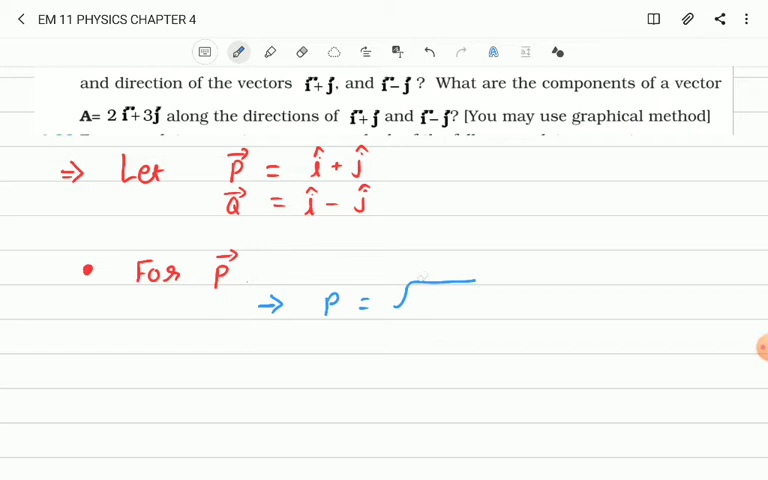 EM 11 PHYSICS CHAPTER 4
and direction of the vectors î + ĵ, and î − ĵ ? What are the components of a vector
A= 2 î + 3ĵ along the directions of î + ĵ and î − ĵ? [You may use graphical method]
⇒ Let P⃗ = î + ĵ
Q⃗ = î − ĵ
• For P⃗
→ P = √